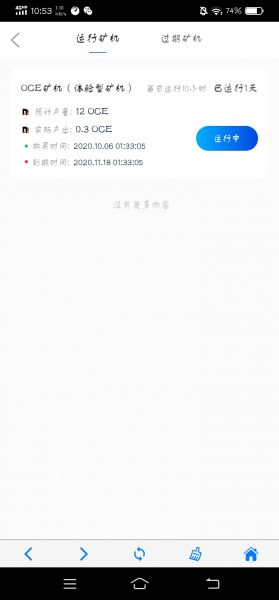 10:53 1.10 KB/s 74%
运行矿机 过期矿机
OCE矿机（体验型矿机） 每日运行10小时 已运行1天
预计产量: 12 OCE
实际产出: 0.3 OCE
运行中
购买时间: 2020.10.06 01:33:05
到期时间: 2020.11.18 01:33:05
没有更多内容